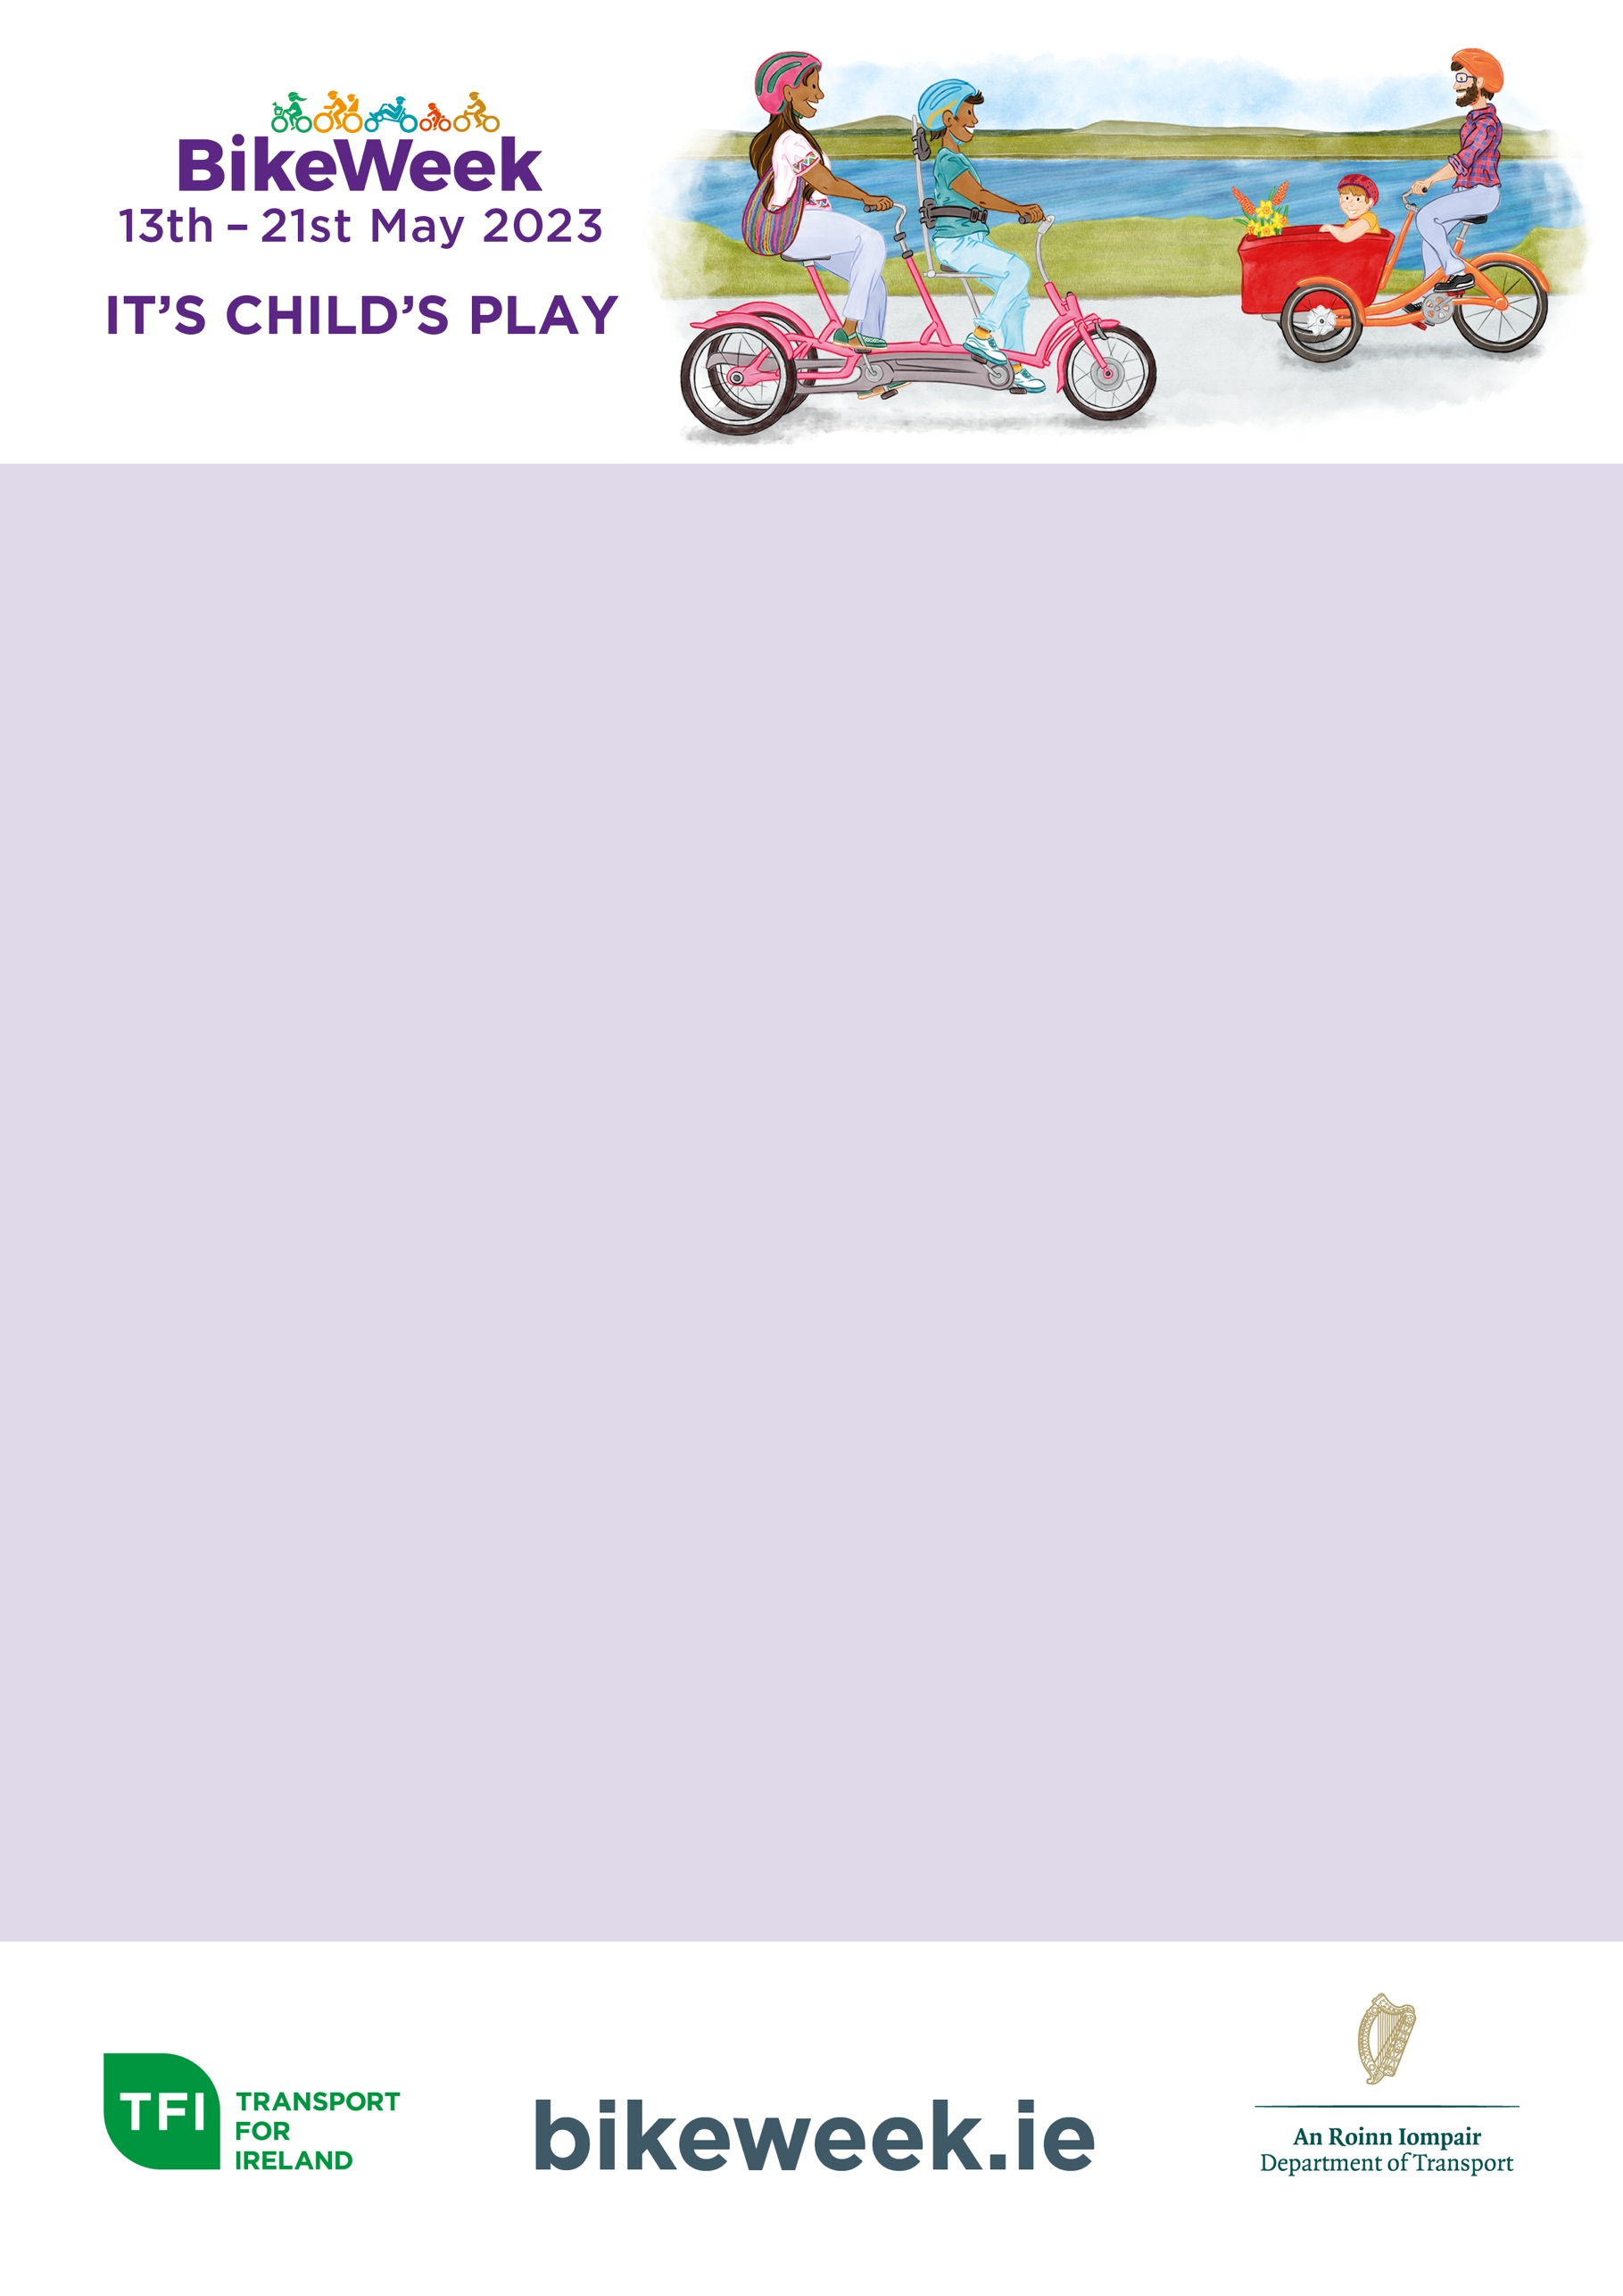 BikeWeek
13th – 21st May 2023
IT’S CHILD’S PLAY
TFI
TRANSPORT
FOR
IRELAND
bikeweek.ie
An Roinn Iompair
Department of Transport